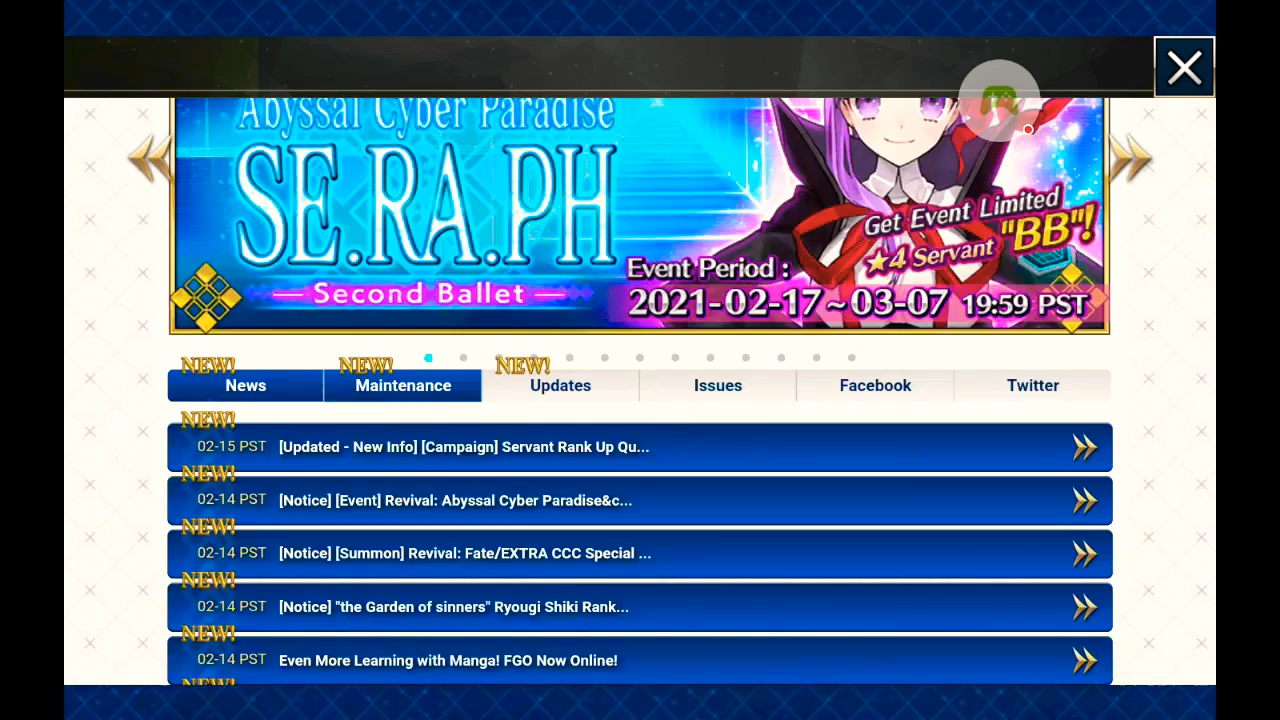 Abyssal Cyber Paradise
SE.RA.PH
Second Ballet
Get Event Limited
★4 Servant "BB"!
Event Period :
2021-02-17~03-07 19:59 PST
NEW! NEW! NEW!
News Maintenance Updates Issues Facebook Twitter
NEW!
02-15 PST [Updated - New Info] [Campaign] Servant Rank Up Qu...
NEW!
02-14 PST [Notice] [Event] Revival: Abyssal Cyber Paradise&c...
NEW!
02-14 PST [Notice] [Summon] Revival: Fate/EXTRA CCC Special ...
NEW!
02-14 PST [Notice] "the Garden of sinners" Ryougi Shiki Rank...
NEW!
02-14 PST Even More Learning with Manga! FGO Now Online!
NEW!